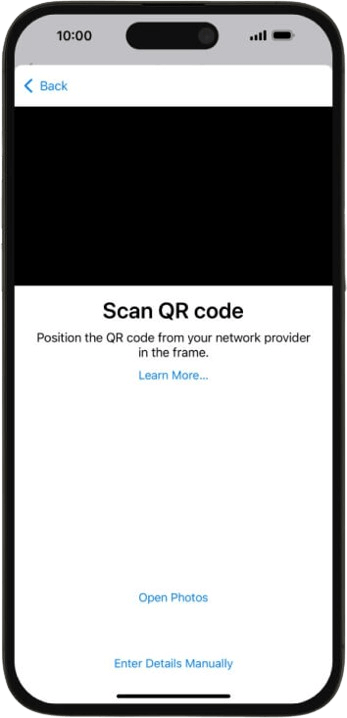 10:00
Back
Scan QR code
Position the QR code from your network provider
in the frame.
Learn More...
Open Photos
Enter Details Manually